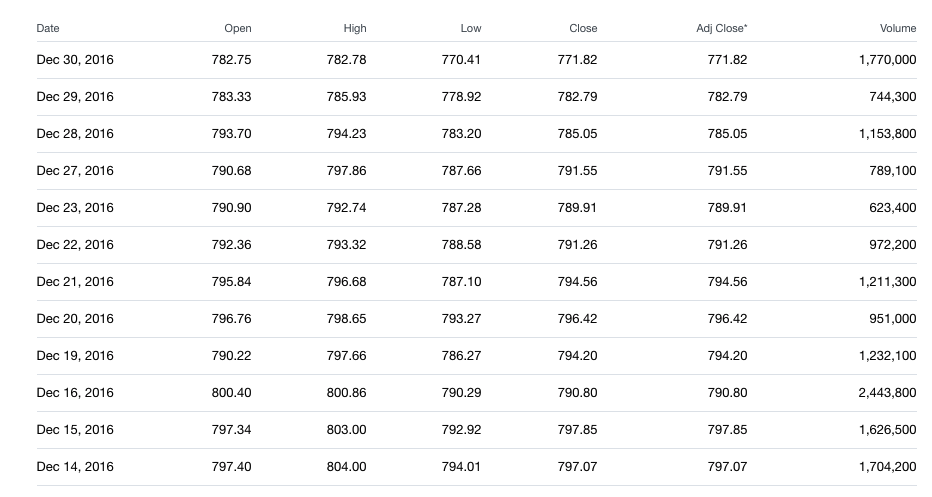 Date Open High Low Close Adj Close* Volume
Dec 30, 2016 782.75 782.78 770.41 771.82 771.82 1,770,000
Dec 29, 2016 783.33 785.93 778.92 782.79 782.79 744,300
Dec 28, 2016 793.70 794.23 783.20 785.05 785.05 1,153,800
Dec 27, 2016 790.68 797.86 787.66 791.55 791.55 789,100
Dec 23, 2016 790.90 792.74 787.28 789.91 789.91 623,400
Dec 22, 2016 792.36 793.32 788.58 791.26 791.26 972,200
Dec 21, 2016 795.84 796.68 787.10 794.56 794.56 1,211,300
Dec 20, 2016 796.76 798.65 793.27 796.42 796.42 951,000
Dec 19, 2016 790.22 797.66 786.27 794.20 794.20 1,232,100
Dec 16, 2016 800.40 800.86 790.29 790.80 790.80 2,443,800
Dec 15, 2016 797.34 803.00 792.92 797.85 797.85 1,626,500
Dec 14, 2016 797.40 804.00 794.01 797.07 797.07 1,704,200